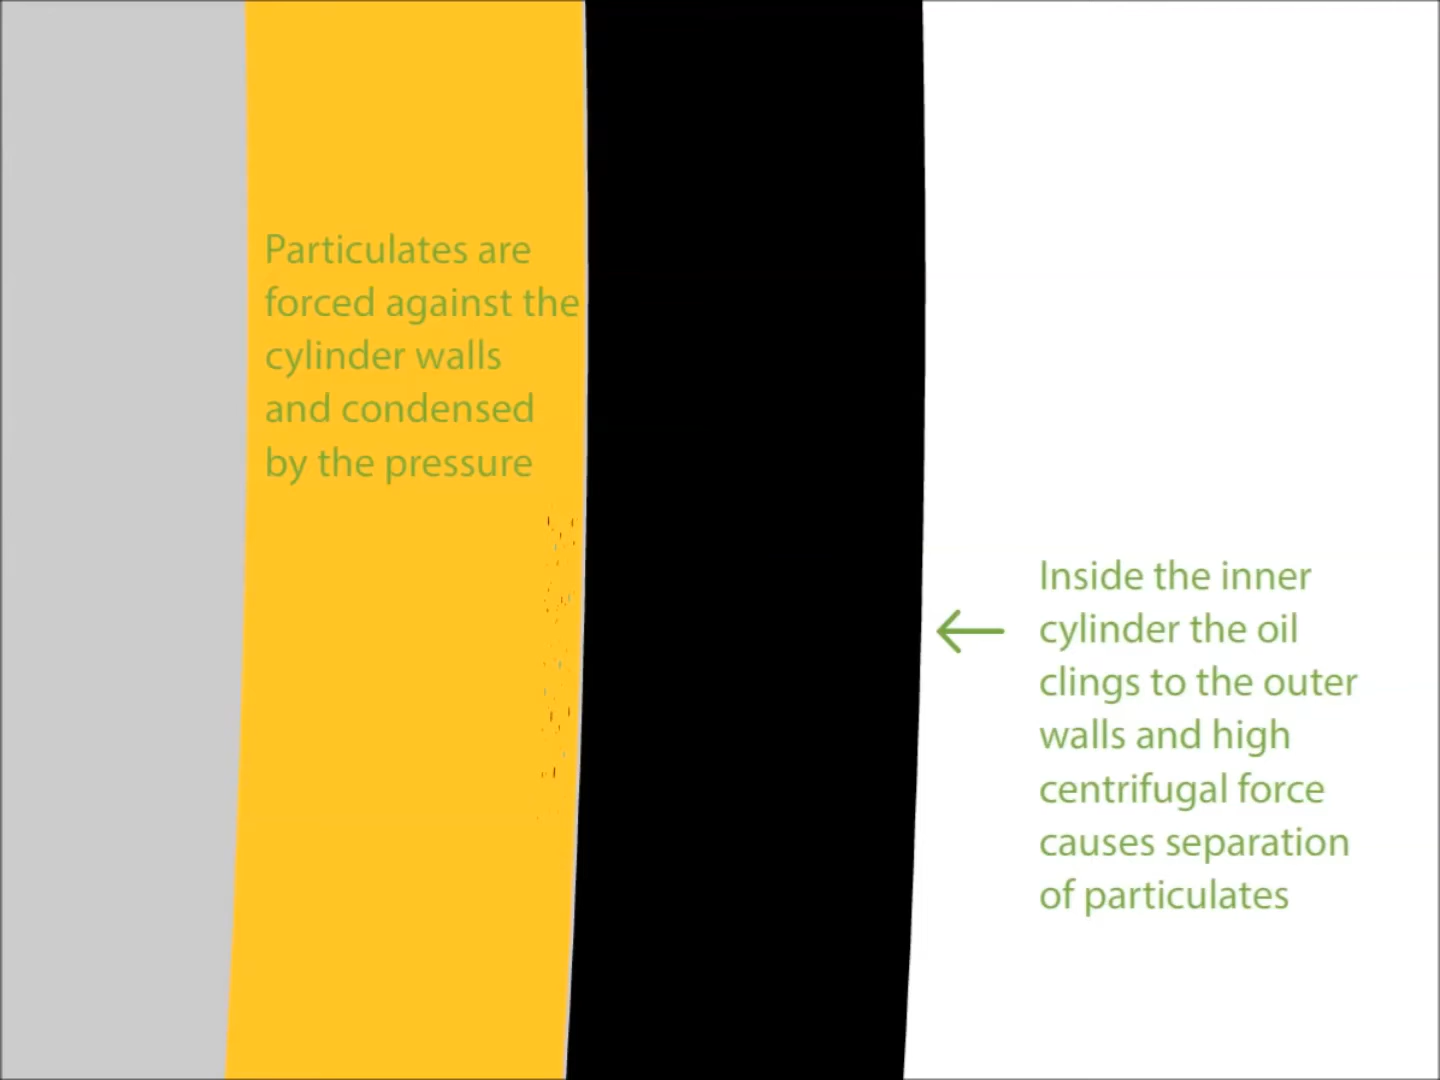 Particulates are
forced against the
cylinder walls
and condensed
by the pressure
Inside the inner
cylinder the oil
clings to the outer
walls and high
centrifugal force
causes separation
of particulates